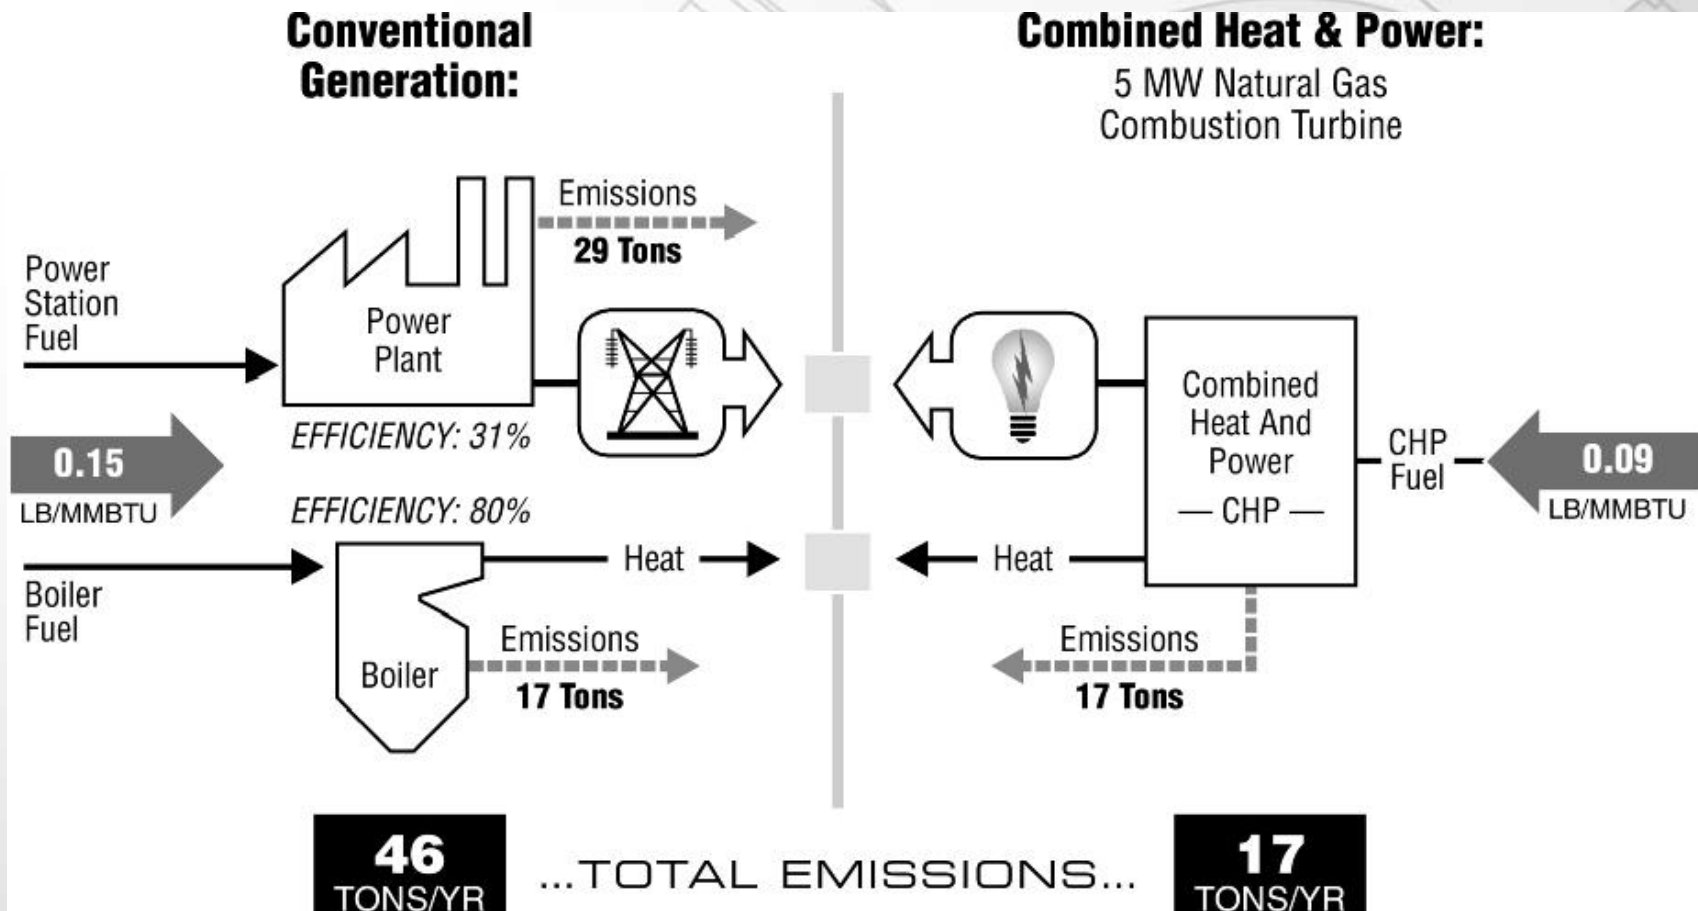 Conventional
Generation:
Emissions
29 Tons
Power
Station
Fuel
Power
Plant
EFFICIENCY: 31%
0.15
LB/MMBTU
EFFICIENCY: 80%
Heat
Boiler
Fuel
Boiler
Emissions
17 Tons
46
TONS/YR
...TOTAL EMISSIONS...
Combined Heat & Power:
5 MW Natural Gas
Combustion Turbine
Combined
Heat And
Power
— CHP —
CHP
Fuel
0.09
LB/MMBTU
Heat
Emissions
17 Tons
17
TONS/YR